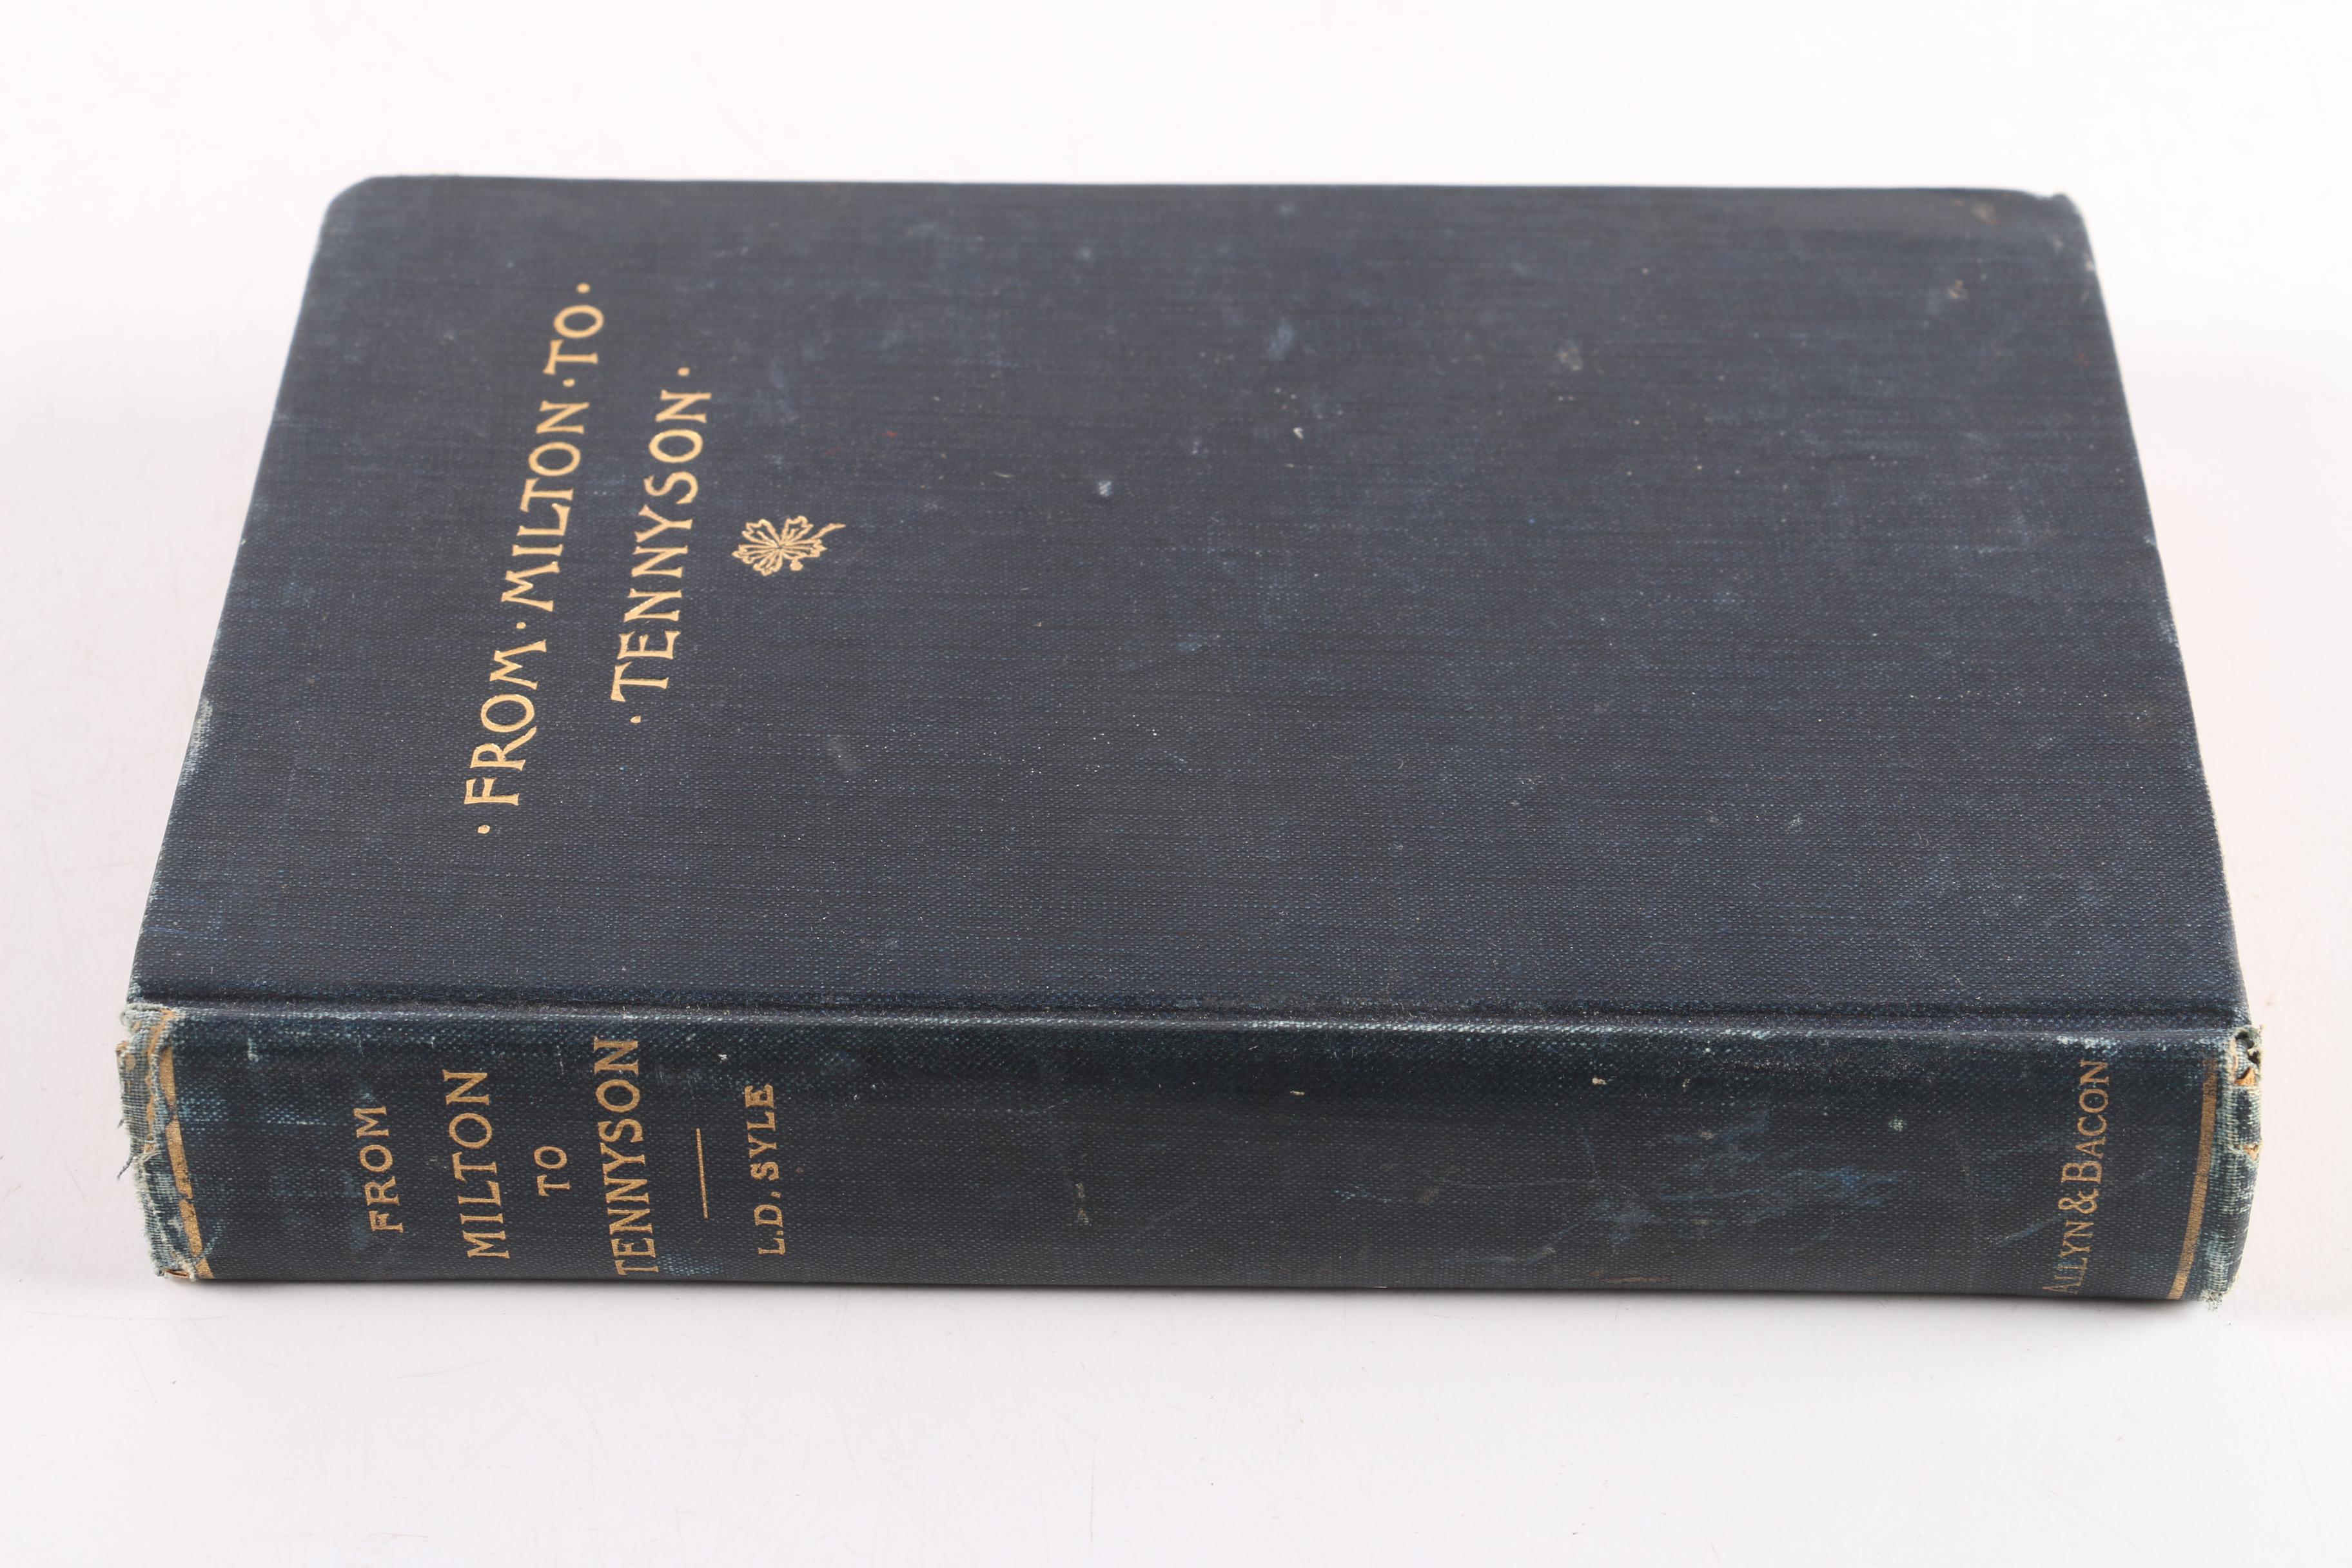 ·FROM·MILTON·TO·
·TENNYSON·
FROM
MILTON
TO
TENNYSON
L.D. SYLE
ALLYN & BACON